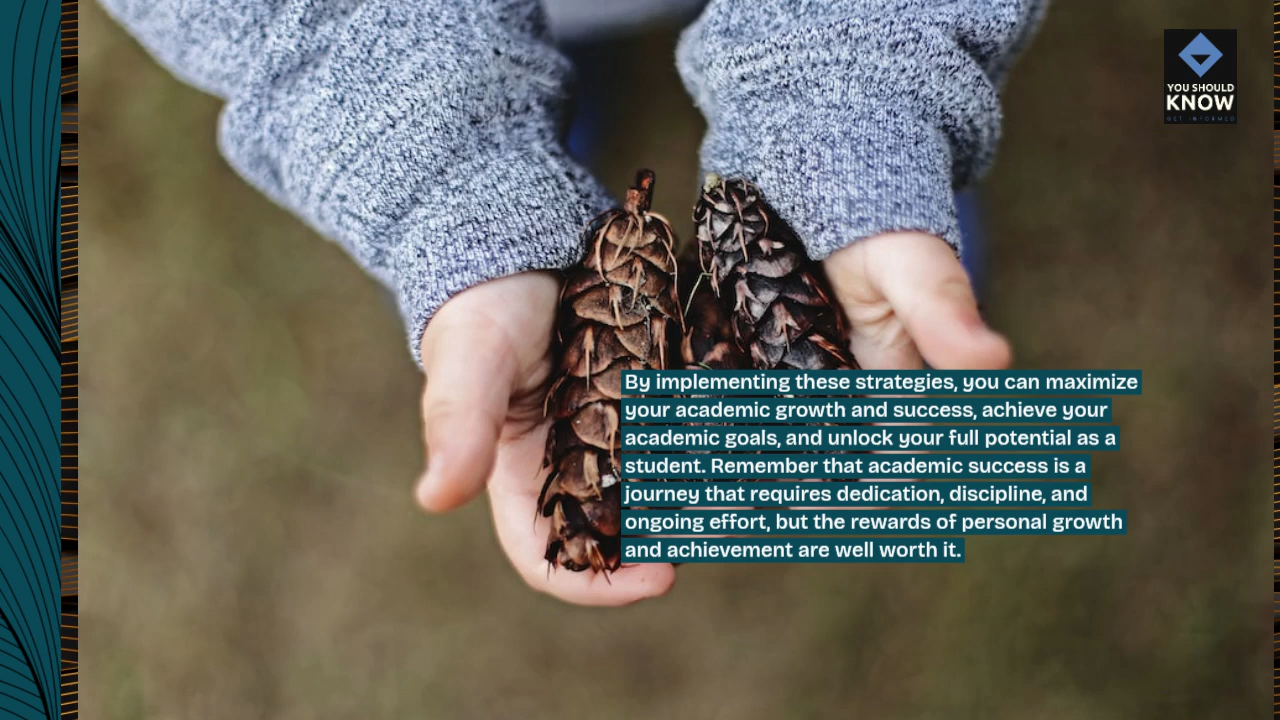 YOU SHOULD
KNOW
GET INFORMED
By implementing these strategies, you can maximize
your academic growth and success, achieve your
academic goals, and unlock your full potential as a
student. Remember that academic success is a
journey that requires dedication, discipline, and
ongoing effort, but the rewards of personal growth
and achievement are well worth it.